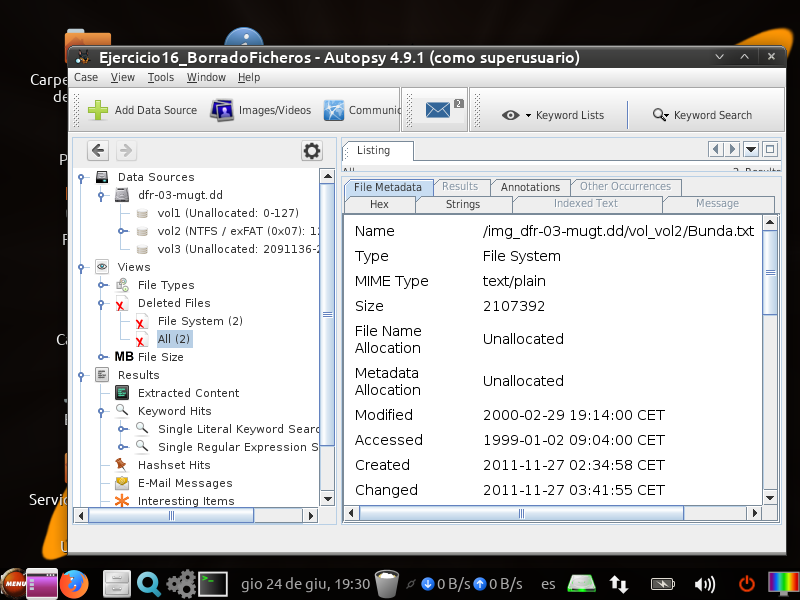 Ejercicio16_BorradoFicheros - Autopsy 4.9.1 (como superusuario)
Case View Tools Window Help
Add Data Source
Images/Videos
Communic
2
Keyword Lists
Keyword Search
Data Sources
dfr-03-mugt.dd
vol1 (Unallocated: 0-127)
vol2 (NTFS / exFAT (0x07): 12
vol3 (Unallocated: 2091136-2
Views
File Types
Deleted Files
File System (2)
All (2)
MB File Size
Results
Extracted Content
Keyword Hits
Single Literal Keyword Searc
Single Regular Expression S
Hashset Hits
E-Mail Messages
Interesting Items
Listing
File Metadata Results Annotations Other Occurrences
Hex Strings Indexed Text Message
Name /img_dfr-03-mugt.dd/vol_vol2/Bunda.txt
Type File System
MIME Type text/plain
Size 2107392
File Name
Allocation Unallocated
Metadata
Allocation Unallocated
Modified 2000-02-29 19:14:00 CET
Accessed 1999-01-02 09:04:00 CET
Created 2011-11-27 02:34:58 CET
Changed 2011-11-27 03:41:55 CET
Carpe
de
Ca
Servic
MENU
gio 24 de giu, 19:30
0 B/s
0 B/s
es